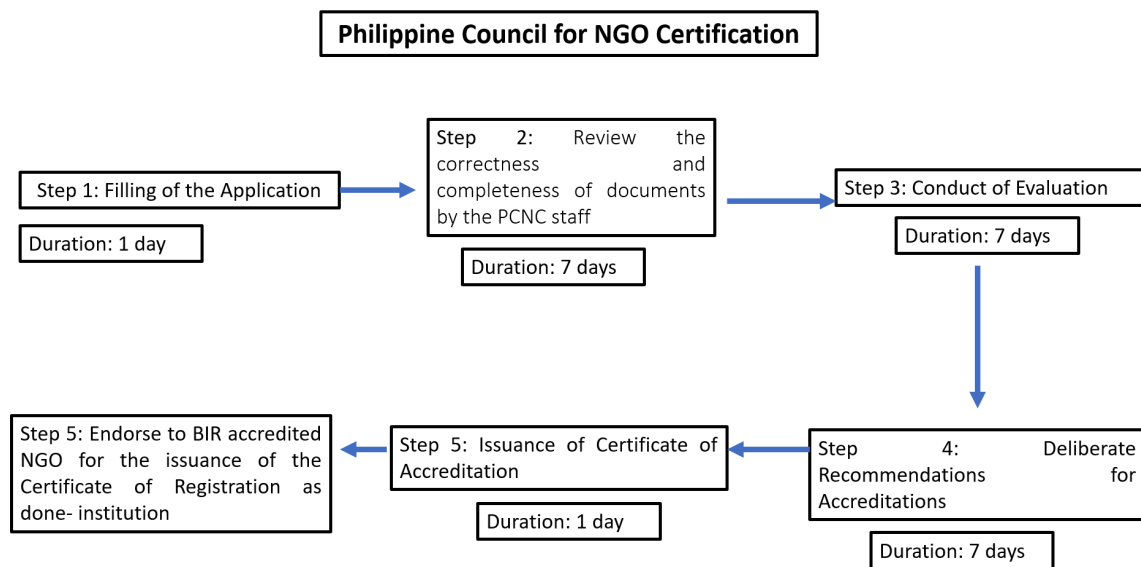 Philippine Council for NGO Certification
Step 1: Filling of the Application
Duration: 1 day
Step 2: Review the
correctness and
completeness of documents
by the PCNC staff
Duration: 7 days
Step 3: Conduct of Evaluation
Duration: 7 days
Step 4: Deliberate
Recommendations for
Accreditations
Duration: 7 days
Step 5: Issuance of Certificate of
Accreditation
Duration: 1 day
Step 5: Endorse to BIR accredited
NGO for the issuance of the
Certificate of Registration as
done- institution